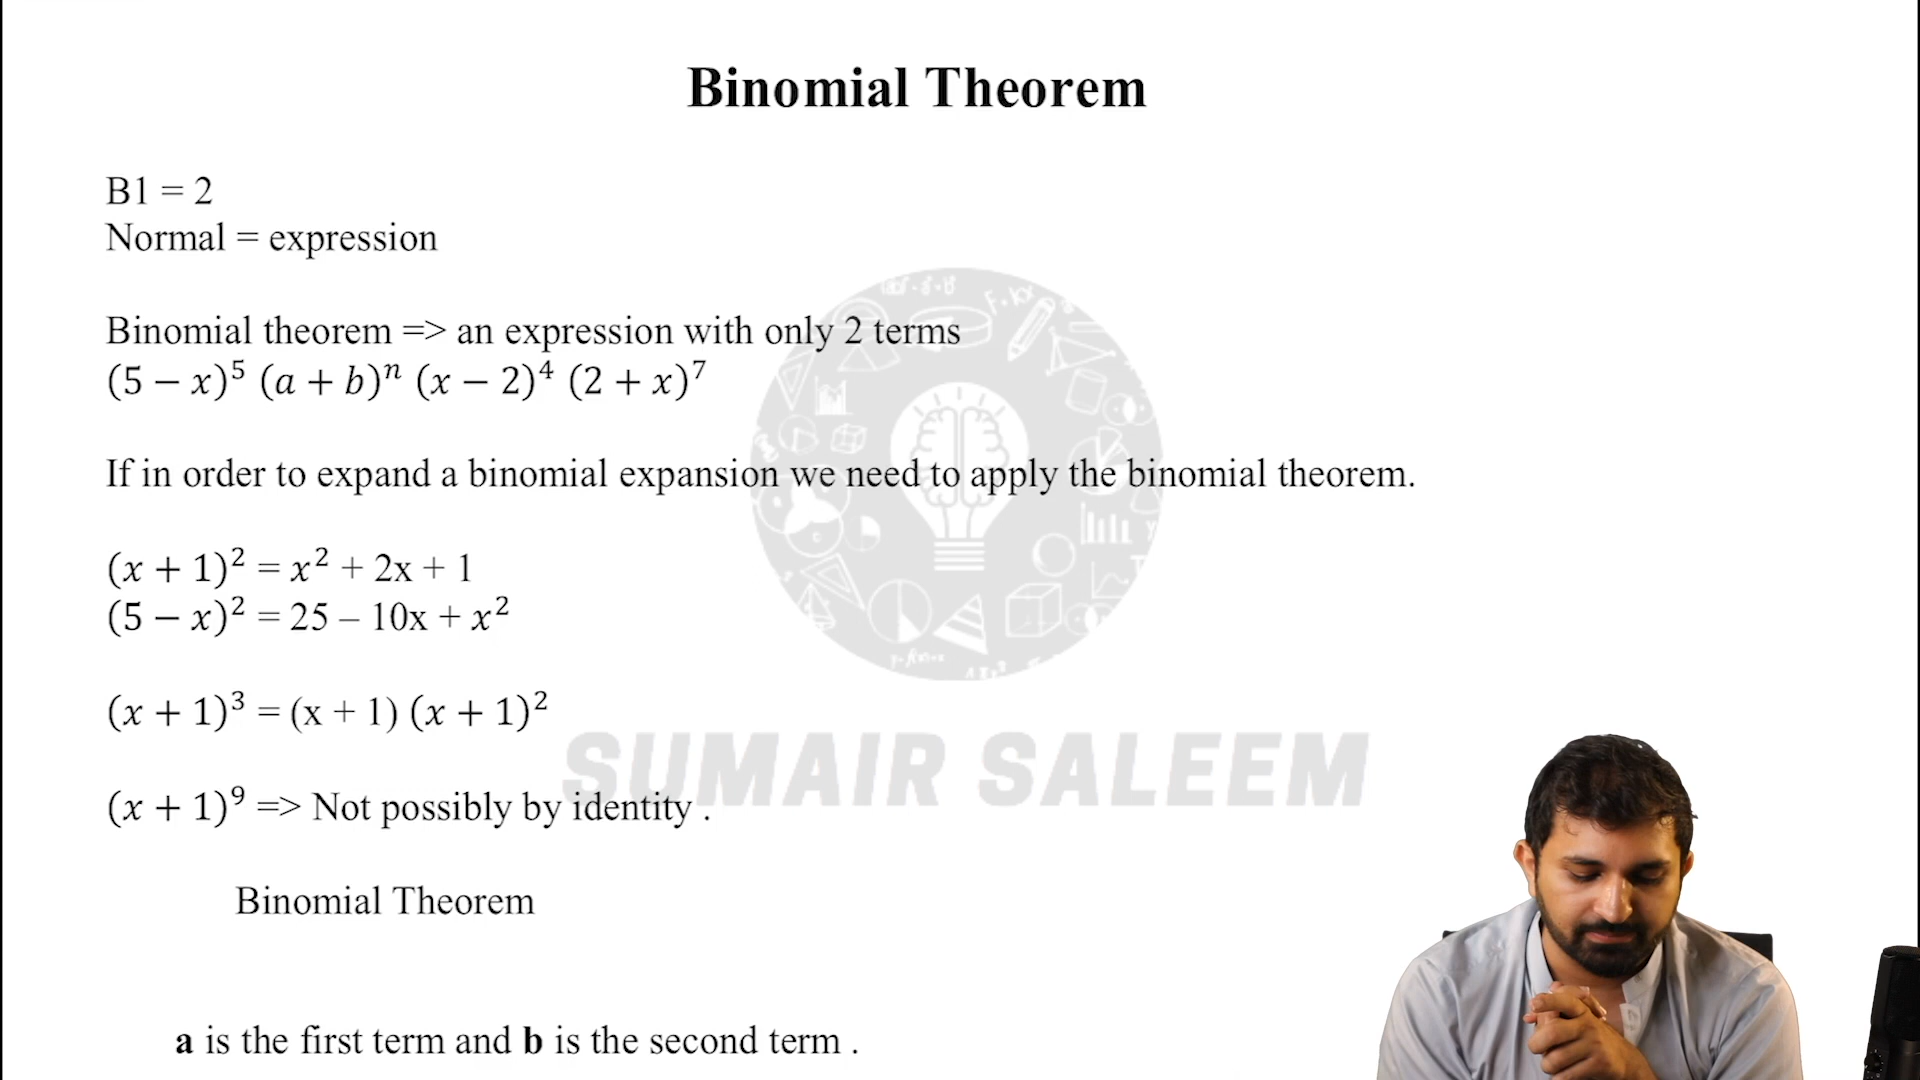 Binomial Theorem
B1 = 2
Normal = expression
Binomial theorem => an expression with only 2 terms
(5 − x)⁵ (a + b)ⁿ (x − 2)⁴ (2 + x)⁷
If in order to expand a binomial expansion we need to apply the binomial theorem.
(x + 1)² = x² + 2x + 1
(5 − x)² = 25 – 10x + x²
(x + 1)³ = (x + 1) (x + 1)²
SUMAIR SALEEM
(x + 1)⁹ => Not possibly by identity .
Binomial Theorem
a is the first term and b is the second term .